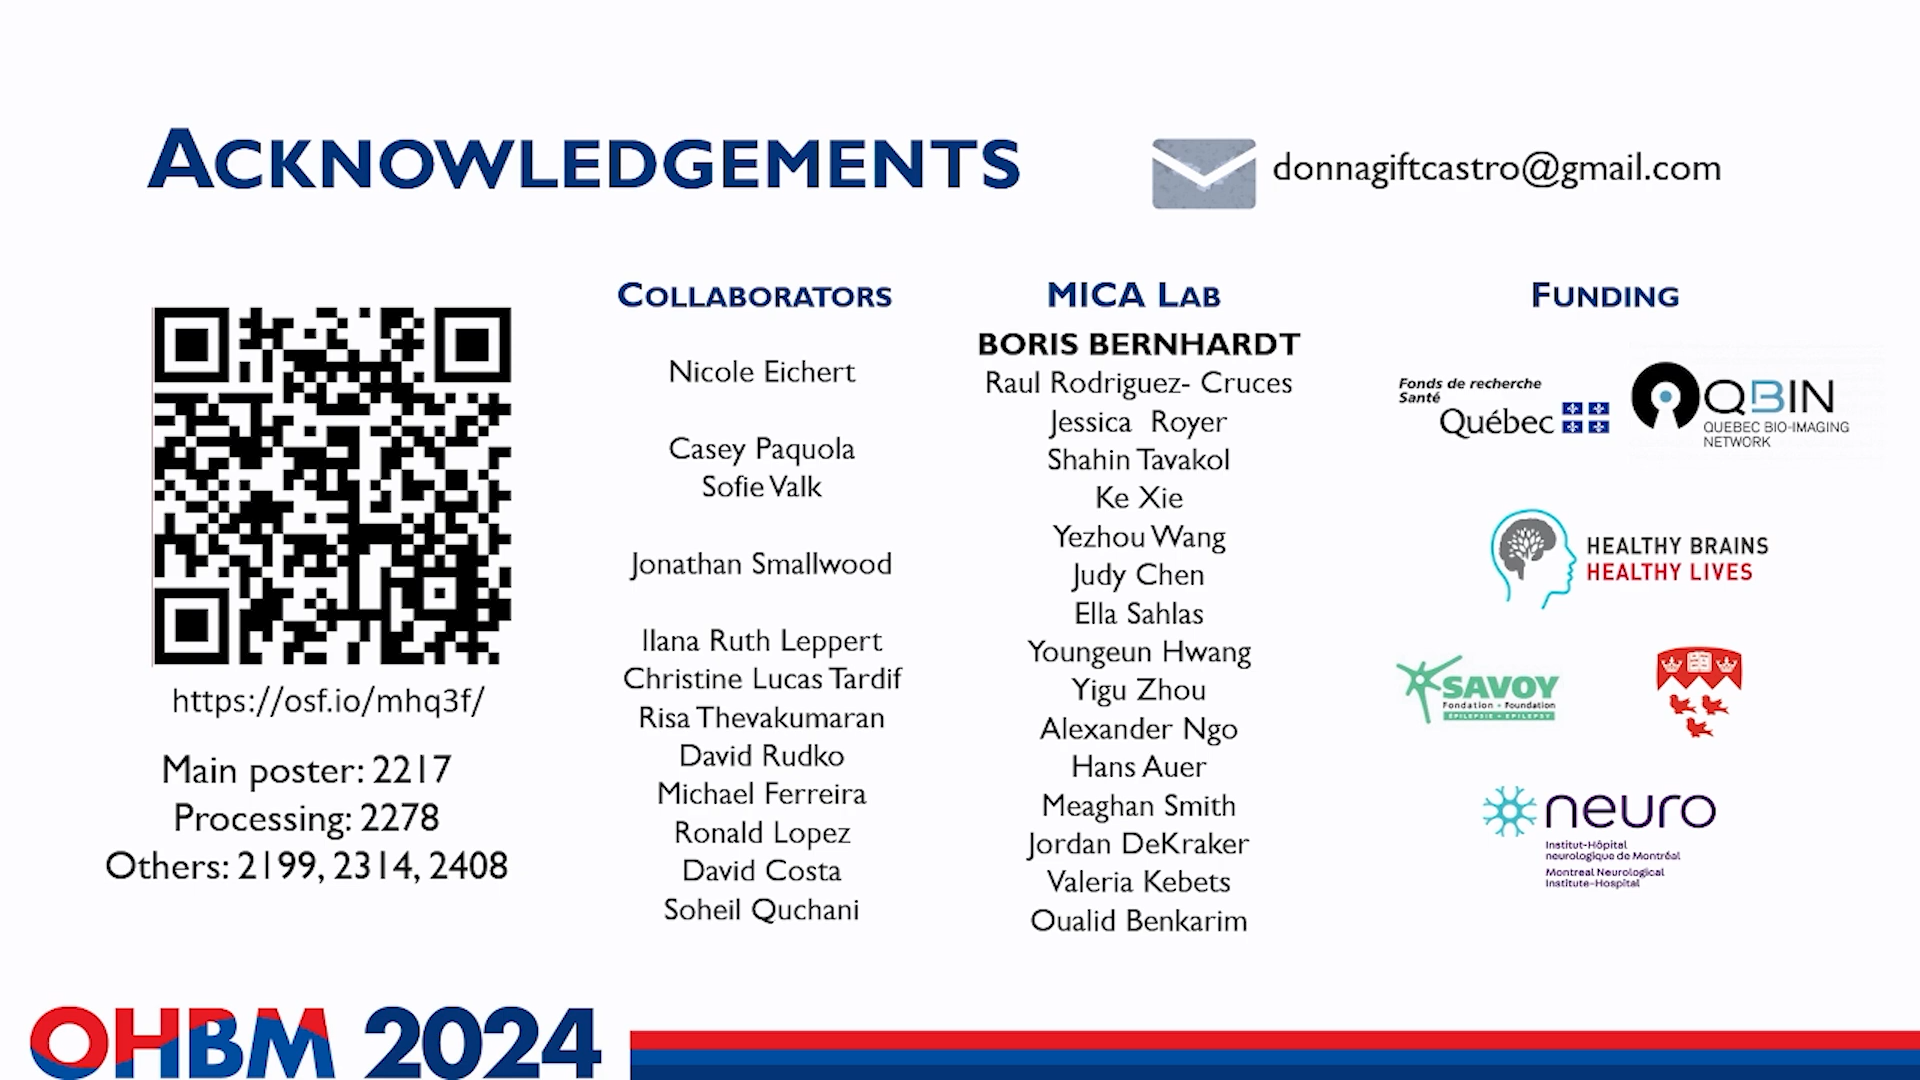 ACKNOWLEDGEMENTS
donnagiftcastro@gmail.com
https://osf.io/mhq3f/
Main poster: 2217
Processing: 2278
Others: 2199, 2314, 2408
COLLABORATORS
Nicole Eichert
Casey Paquola
Sofie Valk
Jonathan Smallwood
Ilana Ruth Leppert
Christine Lucas Tardif
Risa Thevakumaran
David Rudko
Michael Ferreira
Ronald Lopez
David Costa
Soheil Quchani
MICA LAB
BORIS BERNHARDT
Raul Rodriguez- Cruces
Jessica Royer
Shahin Tavakol
Ke Xie
Yezhou Wang
Judy Chen
Ella Sahlas
Youngeun Hwang
Yigu Zhou
Alexander Ngo
Hans Auer
Meaghan Smith
Jordan DeKraker
Valeria Kebets
Oualid Benkarim
FUNDING
Fonds de recherche
Santé
Québec
QBIN
QUEBEC BIO-IMAGING
NETWORK
HEALTHY BRAINS
HEALTHY LIVES
SAVOY
Fondation - Foundation
ÉPILEPSIE - EPILEPSY
neuro
Institut-Hôpital
neurologique de Montréal
Montreal Neurological
Institute-Hospital
OHBM 2024